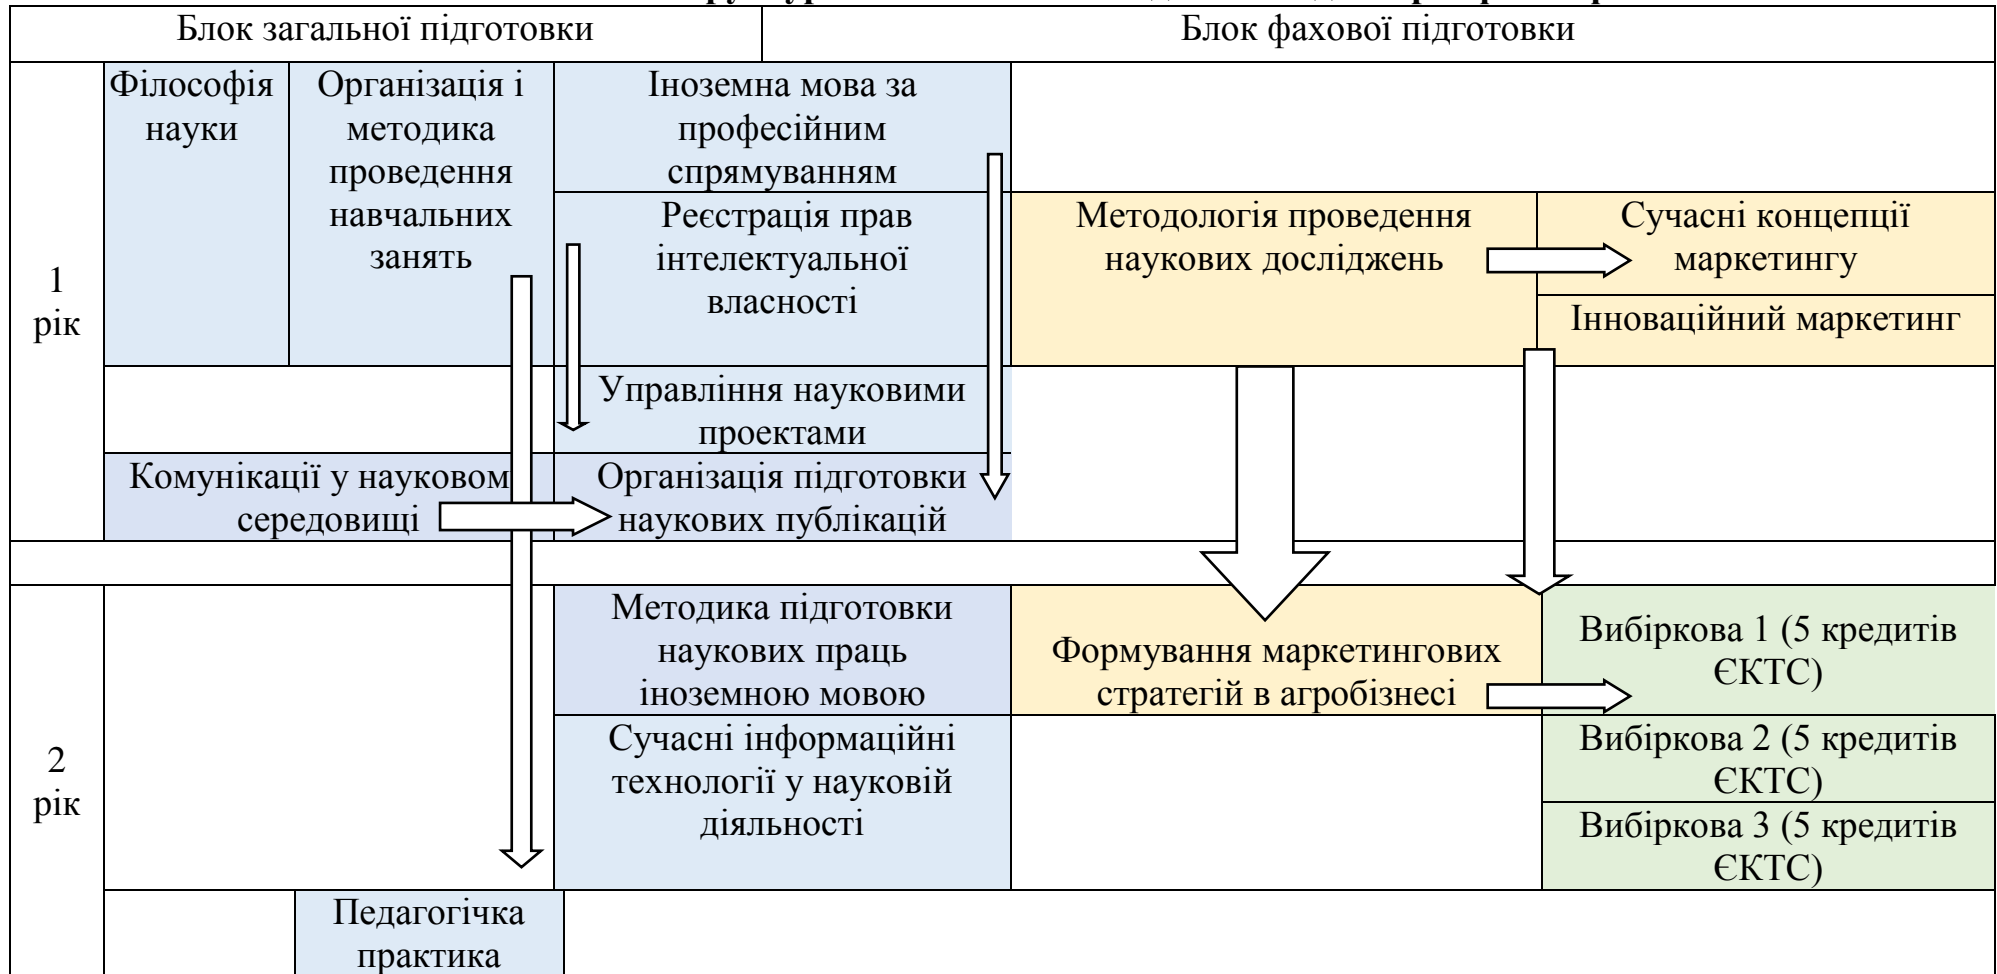 Блок загальної підготовки
Блок фахової підготовки
1
рік
Філософія
науки
Організація і
методика
проведення
навчальних
занять
Іноземна мова за
професійним
спрямуванням
Реєстрація прав
інтелектуальної
власності
Методологія проведення
наукових досліджень
Сучасні концепції
маркетингу
Інноваційний маркетинг
Управління науковими
проектами
Комунікації у науковом
середовищі
Організація підготовки
наукових публікацій
2
рік
Методика підготовки
наукових праць
іноземною мовою
Формування маркетингових
стратегій в агробізнесі
Вибіркова 1 (5 кредитів
ЄКТС)
Сучасні інформаційні
технології у науковій
діяльності
Вибіркова 2 (5 кредитів
ЄКТС)
Вибіркова 3 (5 кредитів
ЄКТС)
Педагогічка
практика